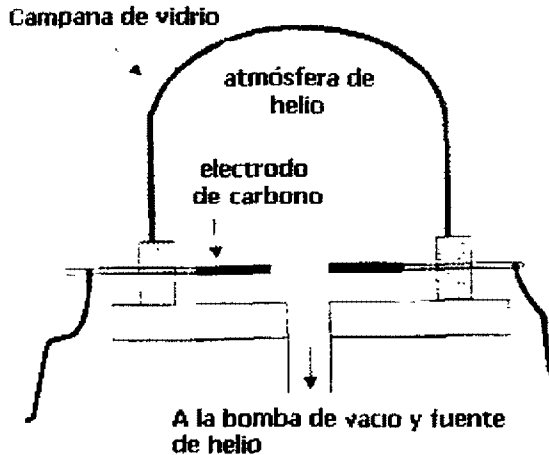 Campana de vidrio
atmósfera de
helio
electrodo
de carbono
A la bomba de vacio y fuente
de helio